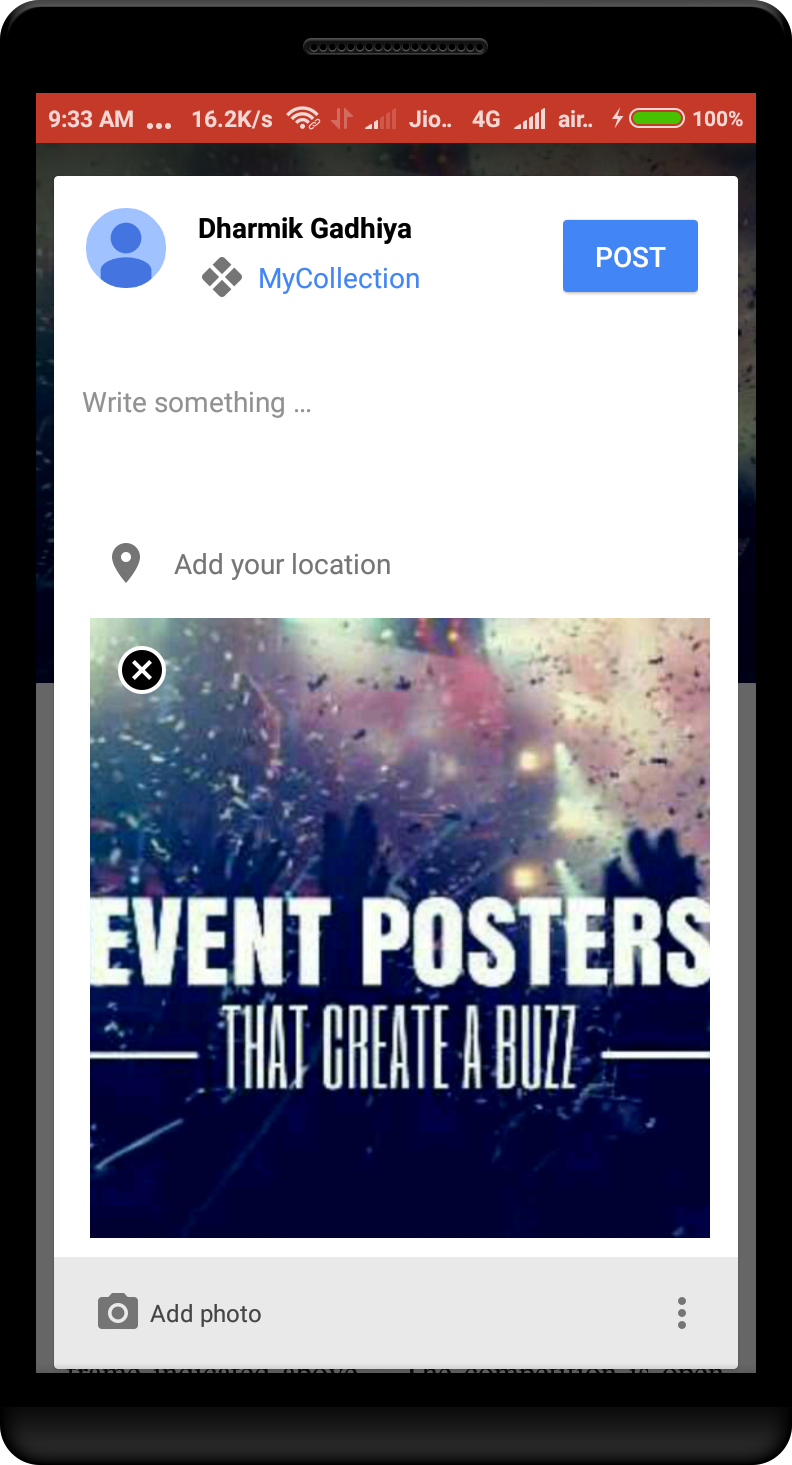 9:33 AM ... 16.2K/s Jio.. 4G air.. 100%
Dharmik Gadhiya
MyCollection
POST
Write something ...
Add your location
EVENT POSTERS
THAT CREATE A BUZZ
Add photo